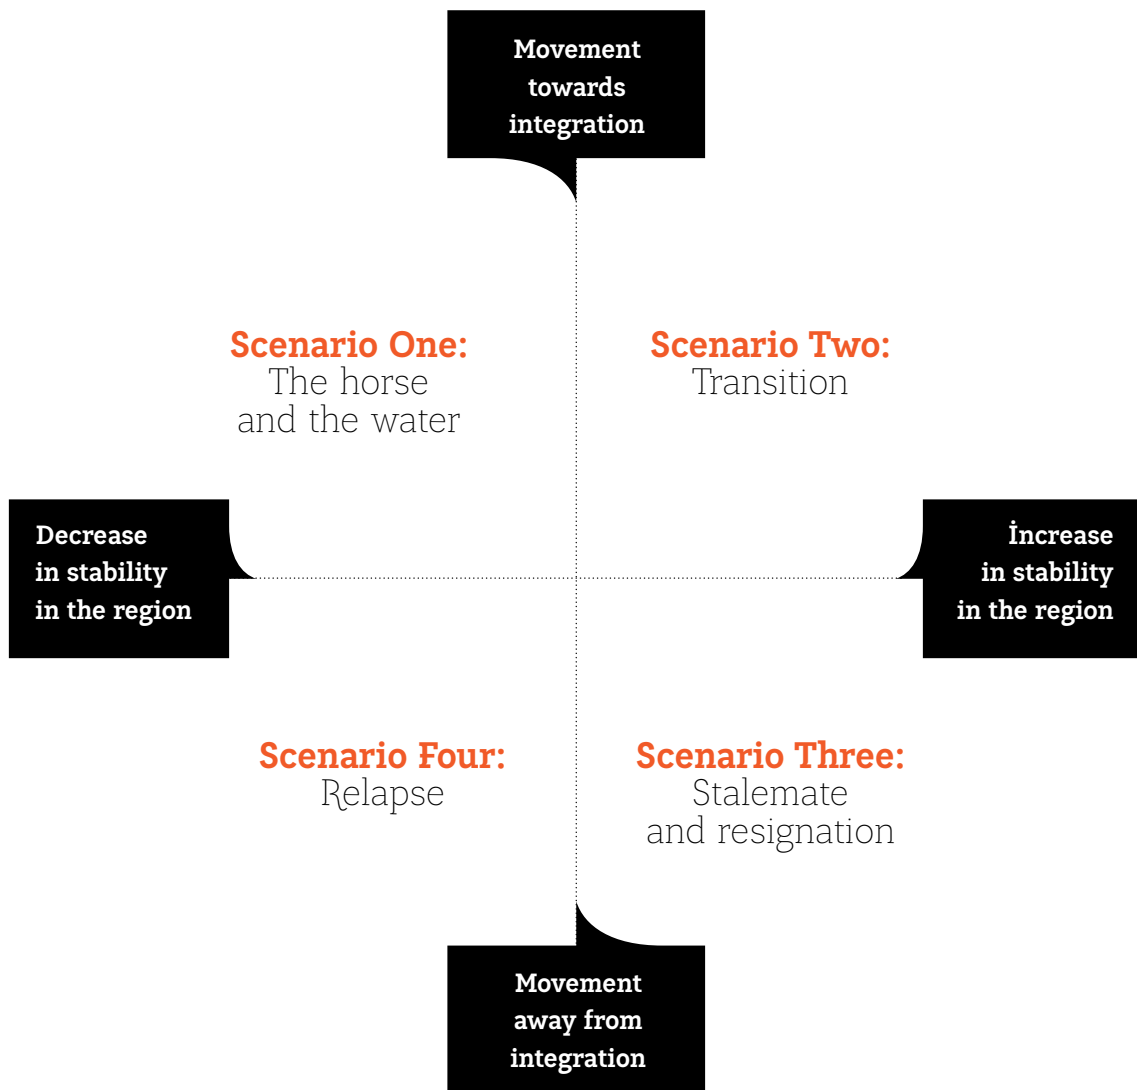 Movement
towards
integration
Scenario One:
The horse
and the water
Scenario Two:
Transition
Decrease
in stability
in the region
İncrease
in stability
in the region
Scenario Four:
Relapse
Scenario Three:
Stalemate
and resignation
Movement
away from
integration